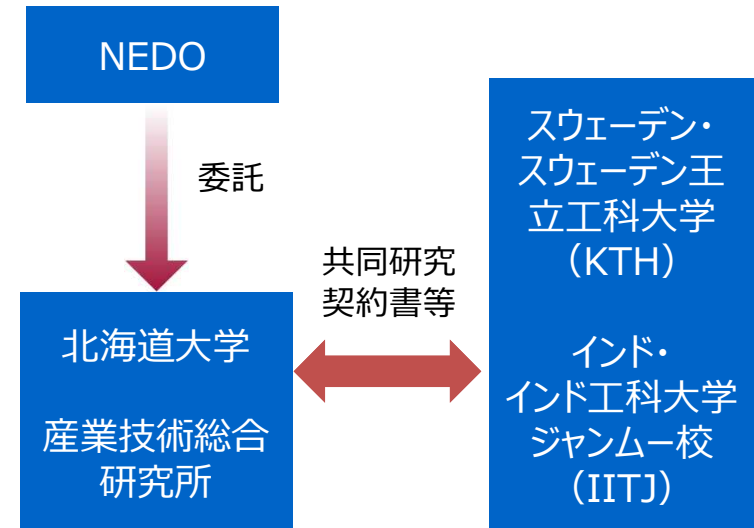 NEDO
委託
北海道大学
産業技術総合
研究所
共同研究
契約書等
スウェーデン・
スウェーデン王
立工科大学
（KTH）
インド・
インド工科大学
ジャンムー校
（IITJ）